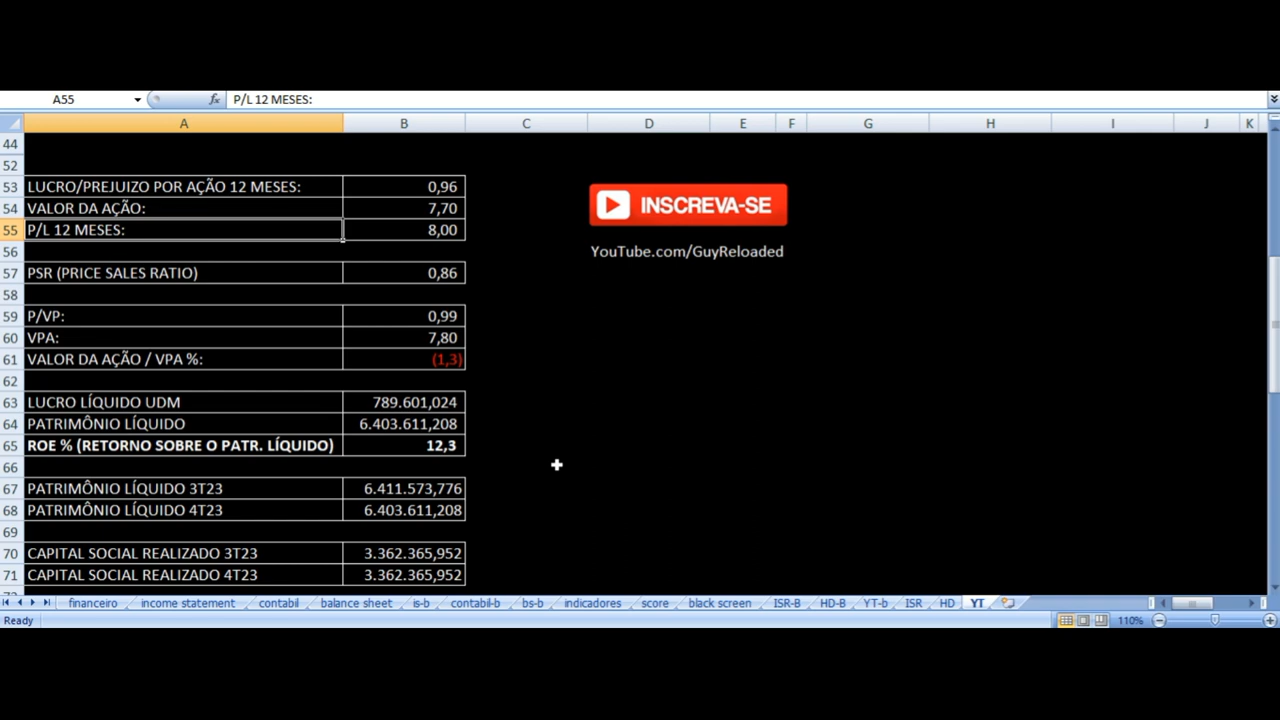 A55 fx P/L 12 MESES:
A B C D E F G H I J K
44
52
53 LUCRO/PREJUIZO POR AÇÃO 12 MESES: 0,96
INSCREVA-SE
54 VALOR DA AÇÃO: 7,70
55 P/L 12 MESES: 8,00
56
YouTube.com/GuyReloaded
57 PSR (PRICE SALES RATIO) 0,86
58
59 P/VP: 0,99
60 VPA: 7,80
61 VALOR DA AÇÃO / VPA %: (1,3)
62
63 LUCRO LÍQUIDO UDM 789.601,024
64 PATRIMÔNIO LÍQUIDO 6.403.611,208
65 ROE % (RETORNO SOBRE O PATR. LÍQUIDO) 12,3
66
67 PATRIMÔNIO LÍQUIDO 3T23 6.411.573,776
68 PATRIMÔNIO LÍQUIDO 4T23 6.403.611,208
69
70 CAPITAL SOCIAL REALIZADO 3T23 3.362.365,952
71 CAPITAL SOCIAL REALIZADO 4T23 3.362.365,952
financeiro income statement contabil balance sheet is-b contabil-b bs-b indicadores score black screen ISR-B HD-B YT-b ISR HD YT
Ready 110%